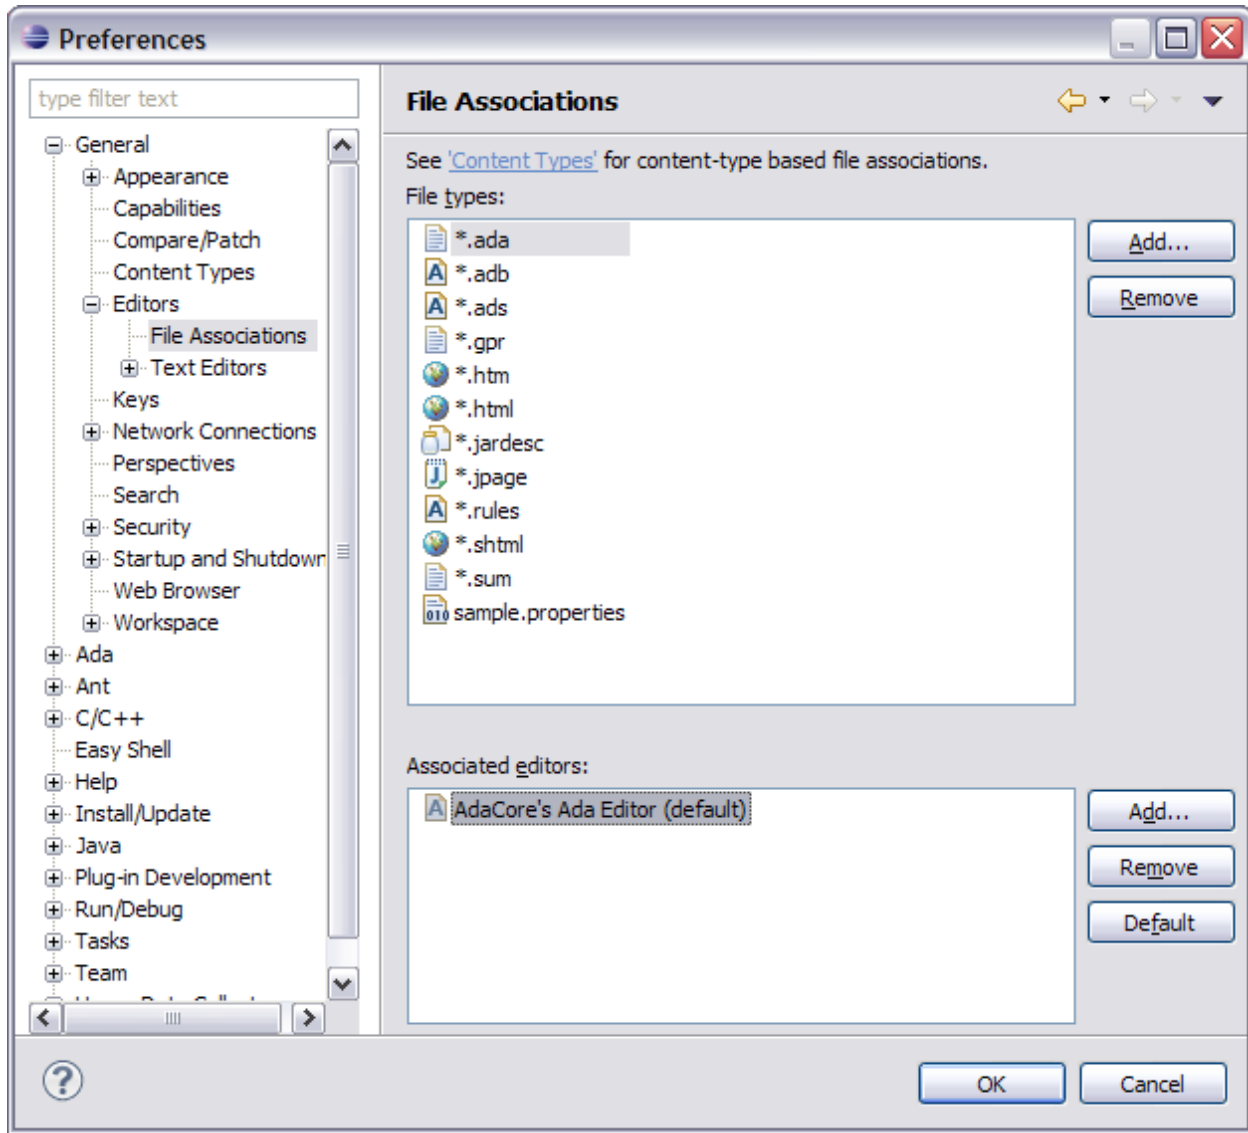 Preferences
type filter text
General
Appearance
Capabilities
Compare/Patch
Content Types
Editors
File Associations
Text Editors
Keys
Network Connections
Perspectives
Search
Security
Startup and Shutdown
Web Browser
Workspace
Ada
Ant
C/C++
Easy Shell
Help
Install/Update
Java
Plug-in Development
Run/Debug
Tasks
Team
File Associations
See 'Content Types' for content-type based file associations.
File types:
*.ada
*.adb
*.ads
*.gpr
*.htm
*.html
*.jardesc
*.jpage
*.rules
*.shtml
*.sum
sample.properties
Add...
Remove
Associated editors:
AdaCore's Ada Editor (default)
Add...
Remove
Default
OK
Cancel